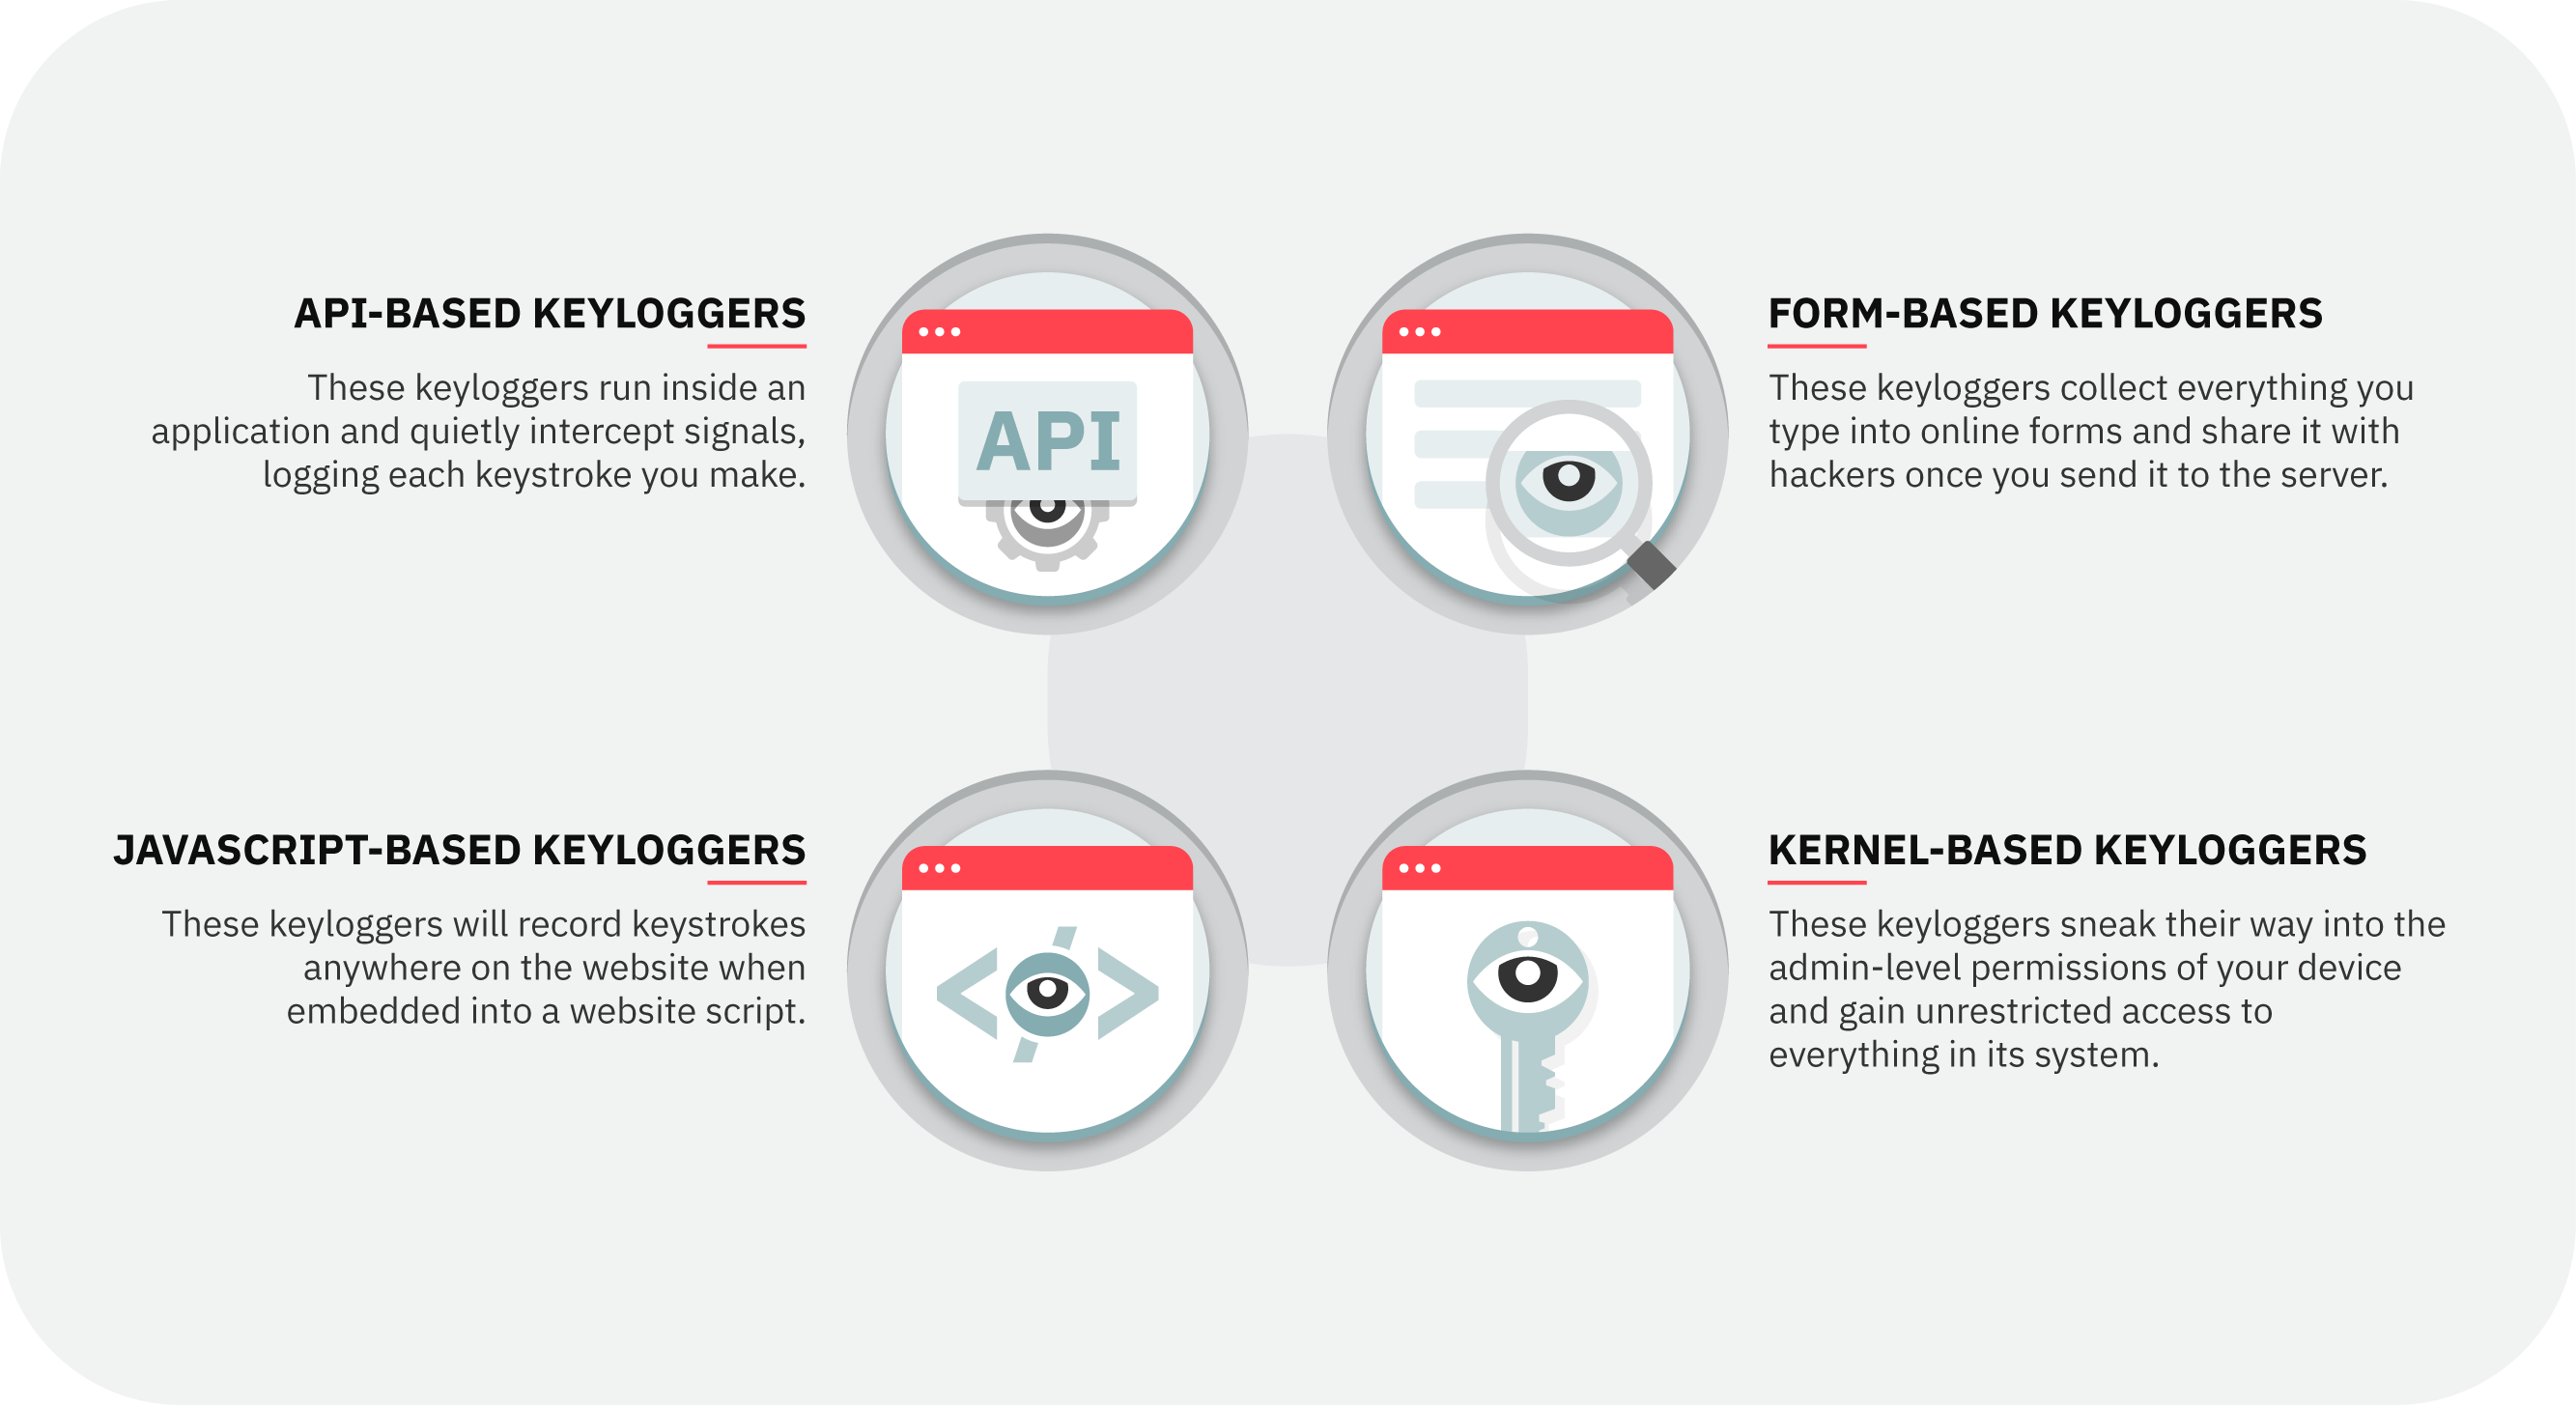 API-BASED KEYLOGGERS
These keyloggers run inside an
application and quietly intercept signals,
logging each keystroke you make.
API
FORM-BASED KEYLOGGERS
These keyloggers collect everything you
type into online forms and share it with
hackers once you send it to the server.
JAVASCRIPT-BASED KEYLOGGERS
These keyloggers will record keystrokes
anywhere on the website when
embedded into a website script.
KERNEL-BASED KEYLOGGERS
These keyloggers sneak their way into the
admin-level permissions of your device
and gain unrestricted access to
everything in its system.